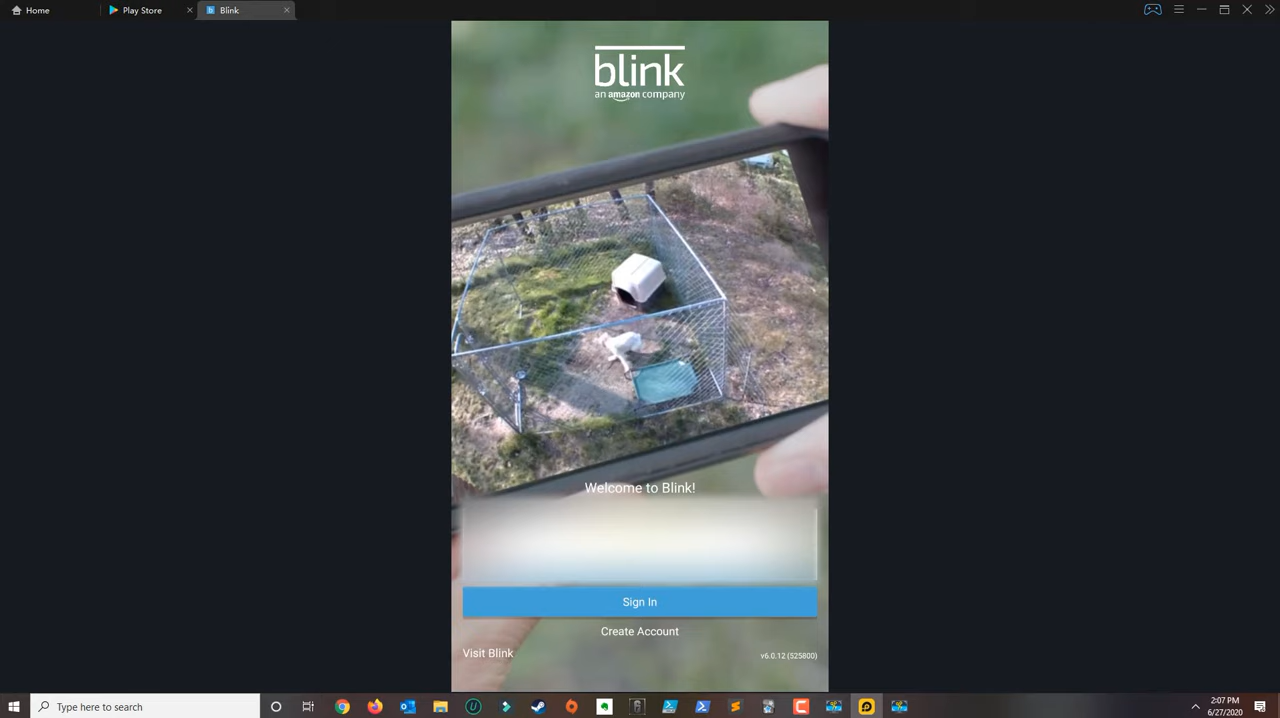 Home
Play Store
Blink
blink
an amazon company
Welcome to Blink!
Sign In
Create Account
Visit Blink
v6.0.12 (525800)
Type here to search
2:07 PM
6/27/2020